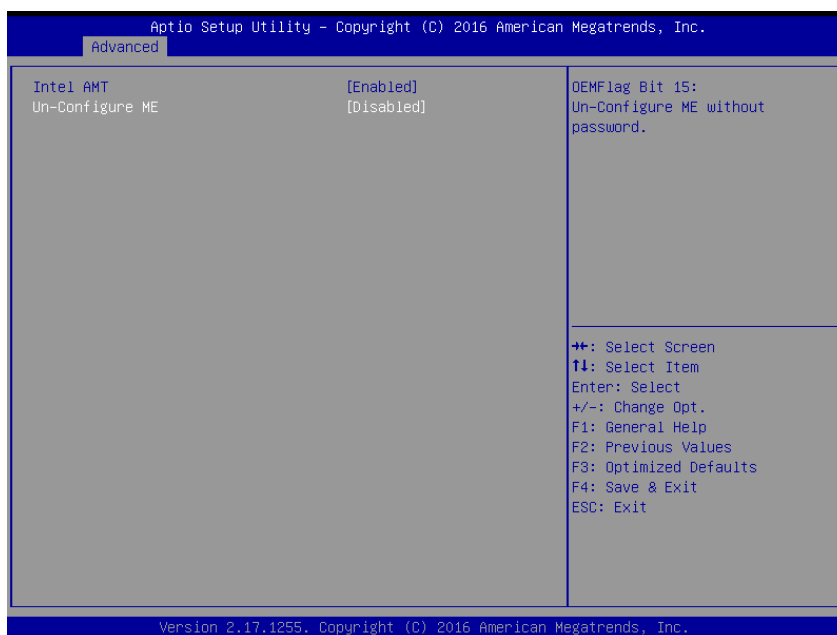 Aptio Setup Utility – Copyright (C) 2016 American Megatrends, Inc.
Advanced
Intel AMT [Enabled]
Un-Configure ME [Disabled]
OEMFlag Bit 15:
Un-Configure ME without
password.
→←: Select Screen
↑↓: Select Item
Enter: Select
+/-: Change Opt.
F1: General Help
F2: Previous Values
F3: Optimized Defaults
F4: Save & Exit
ESC: Exit
Version 2.17.1255. Copyright (C) 2016 American Megatrends, Inc.